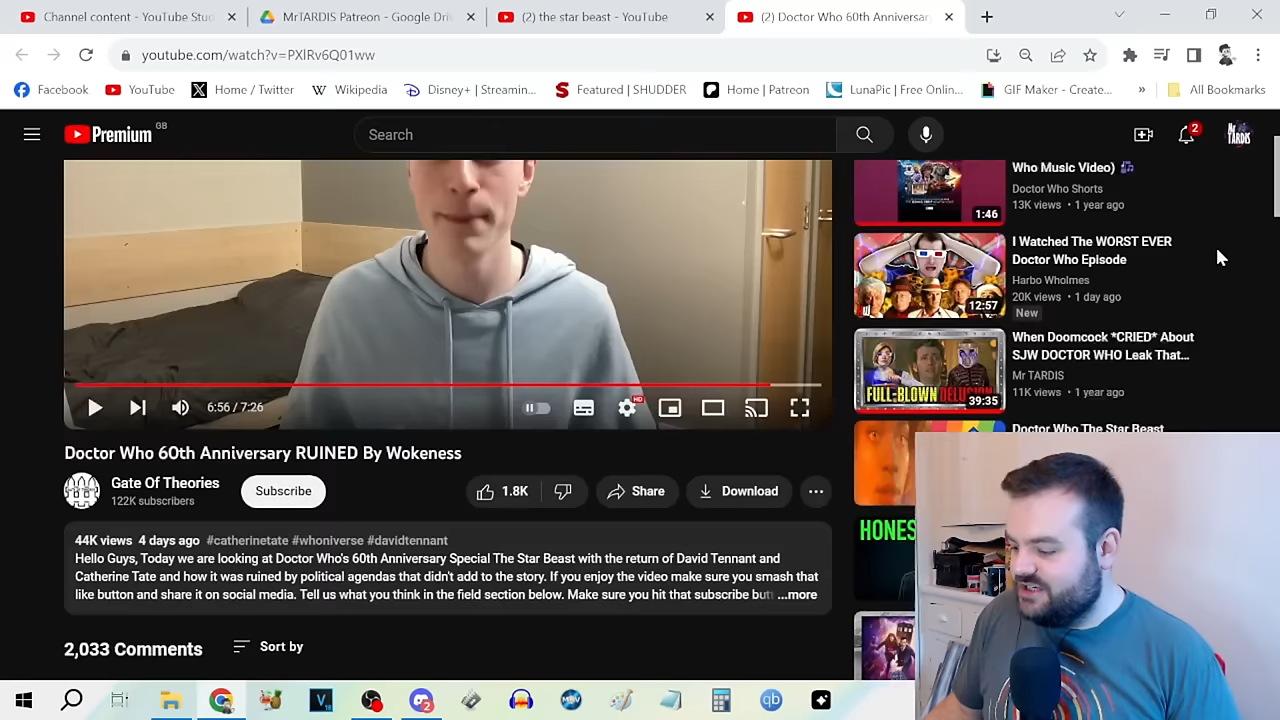 Channel content - YouTube Stu
MrTARDIS Patreon - Google Dri
(2) the star beast - YouTube
(2) Doctor Who 60th Anniversar
youtube.com/watch?v=PXlRv6Q01ww
Facebook
YouTube
Home / Twitter
Wikipedia
Disney+ | Streamin...
Featured | SHUDDER
Home | Patreon
LunaPic | Free Onlin...
GIF Maker - Create...
»
All Bookmarks
Premium GB
Search
2
Mr TARDIS
Who Music Video)
Doctor Who Shorts
13K views • 1 year ago
1:46
I Watched The WORST EVER
Doctor Who Episode
Harbo Wholmes
20K views • 1 day ago
New
12:57
When Doomcock *CRIED* About
SJW DOCTOR WHO Leak That...
Mr TARDIS
11K views • 1 year ago
FULL-BLOWN DELUSION
39:35
Doctor Who The Star Beast
HONES
6:56 / 7:26
HD
Doctor Who 60th Anniversary RUINED By Wokeness
Gate Of Theories
122K subscribers
Subscribe
1.8K
Share
Download
44K views 4 days ago #catherinetate #whoniverse #davidtennant
Hello Guys, Today we are looking at Doctor Who's 60th Anniversary Special The Star Beast with the return of David Tennant and
Catherine Tate and how it was ruined by political agendas that didn't add to the story. If you enjoy the video make sure you smash that
like button and share it on social media. Tell us what you think in the field section below. Make sure you hit that subscribe butt ...more
2,033 Comments
Sort by
V
18
2
MBV
qb